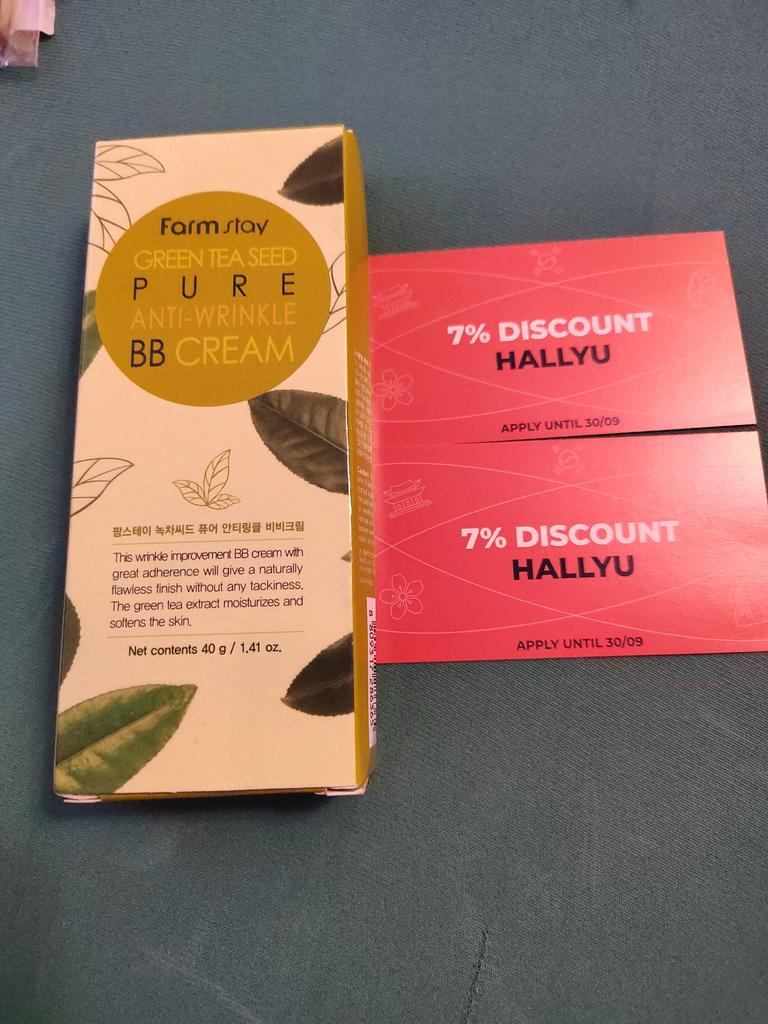 Farm stay
GREEN TEA SEED
PURE
ANTI-WRINKLE
BB CREAM
팜스테이 녹차씨드 퓨어 안티링클 비비크림
This wrinkle improvement BB cream with
great adherence will give a naturally
flawless finish without any tackiness.
The green tea extract moisturizes and
softens the skin.
Net contents 40 g / 1.41 oz.
7% DISCOUNT
HALLYU
APPLY UNTIL 30/09
7% DISCOUNT
HALLYU
APPLY UNTIL 30/09